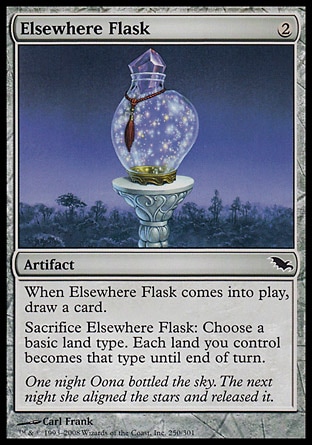 Elsewhere Flask 2
Artifact
When Elsewhere Flask comes into play,
draw a card.
Sacrifice Elsewhere Flask: Choose a
basic land type. Each land you control
becomes that type until end of turn.
One night Oona bottled the sky. The next
night she aligned the stars and released it.
Carl Frank
™ & © 1993-2008 Wizards of the Coast, Inc. 250/301